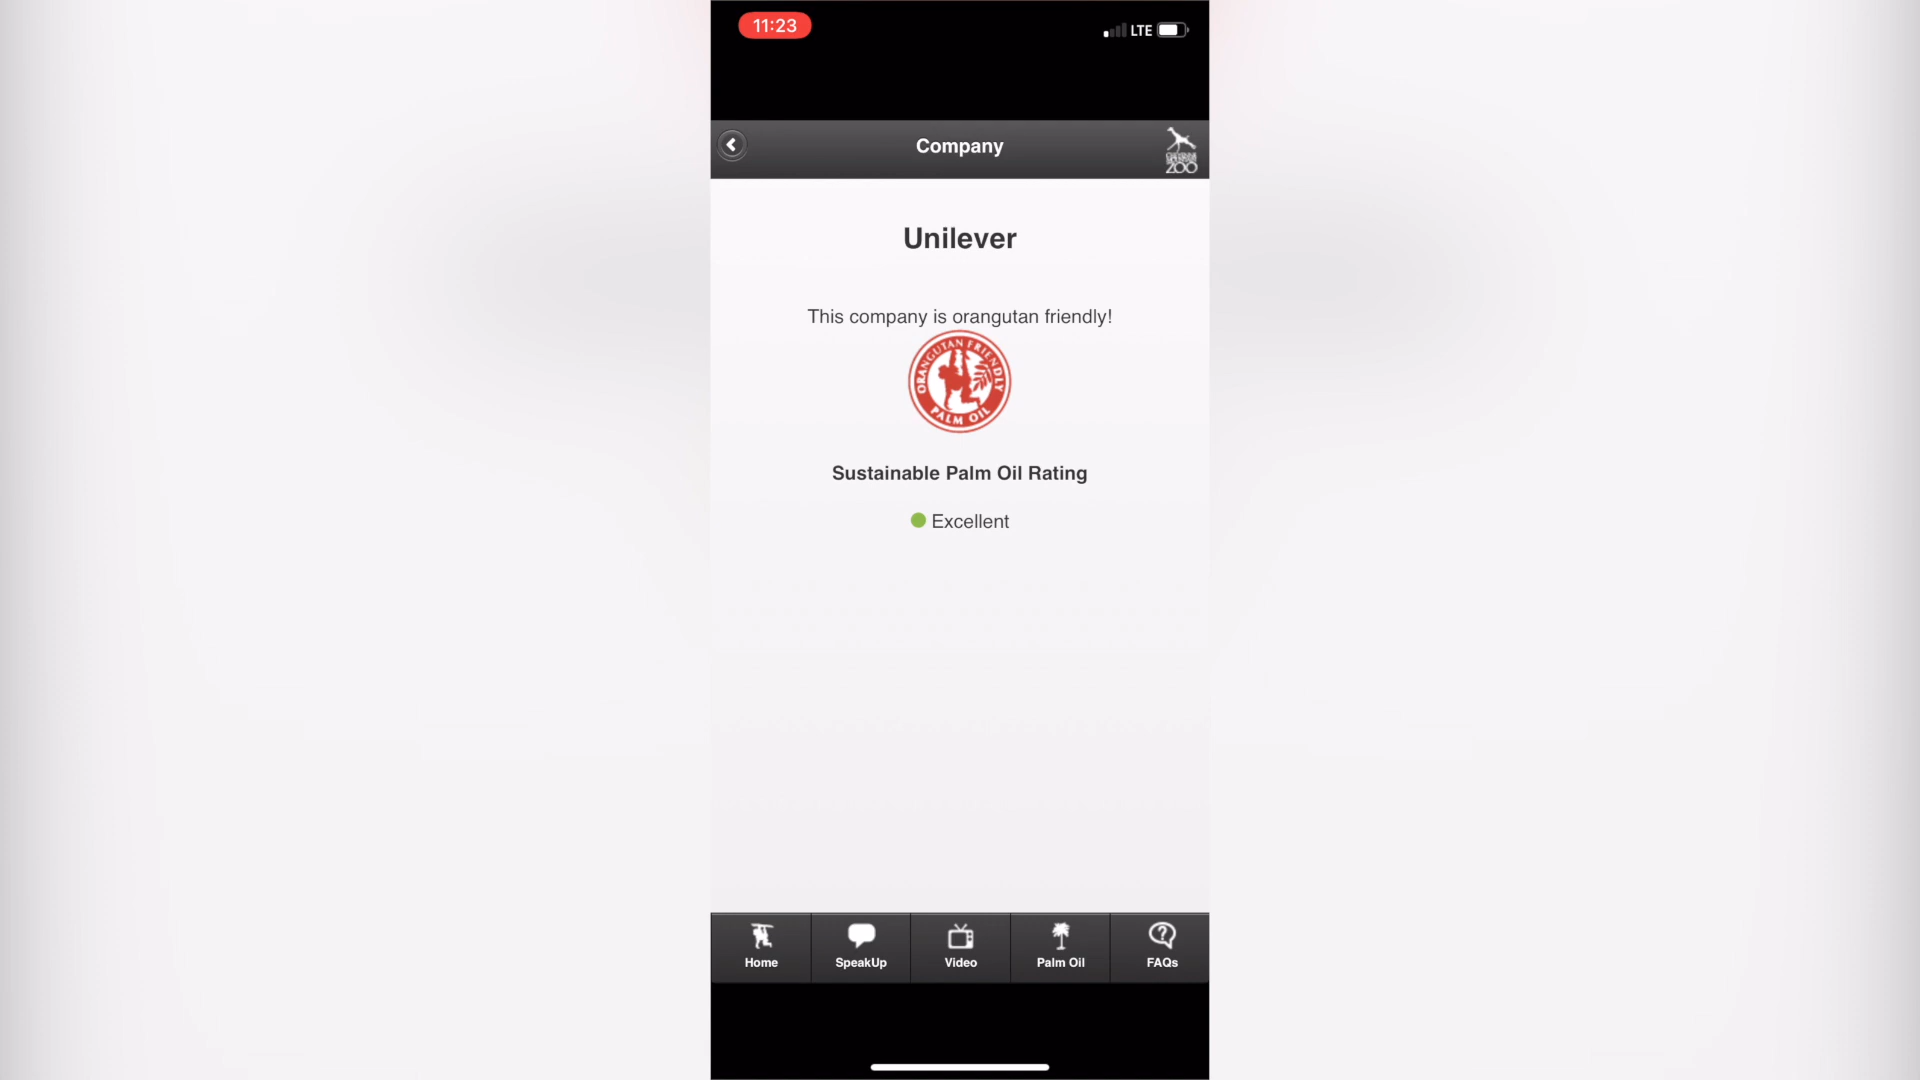 11:23
LTE
Company
ZOO
Unilever
This company is orangutan friendly!
ORANGUTAN FRIENDLY
PALM OIL
Sustainable Palm Oil Rating
Excellent
Home
SpeakUp
Video
Palm Oil
FAQs